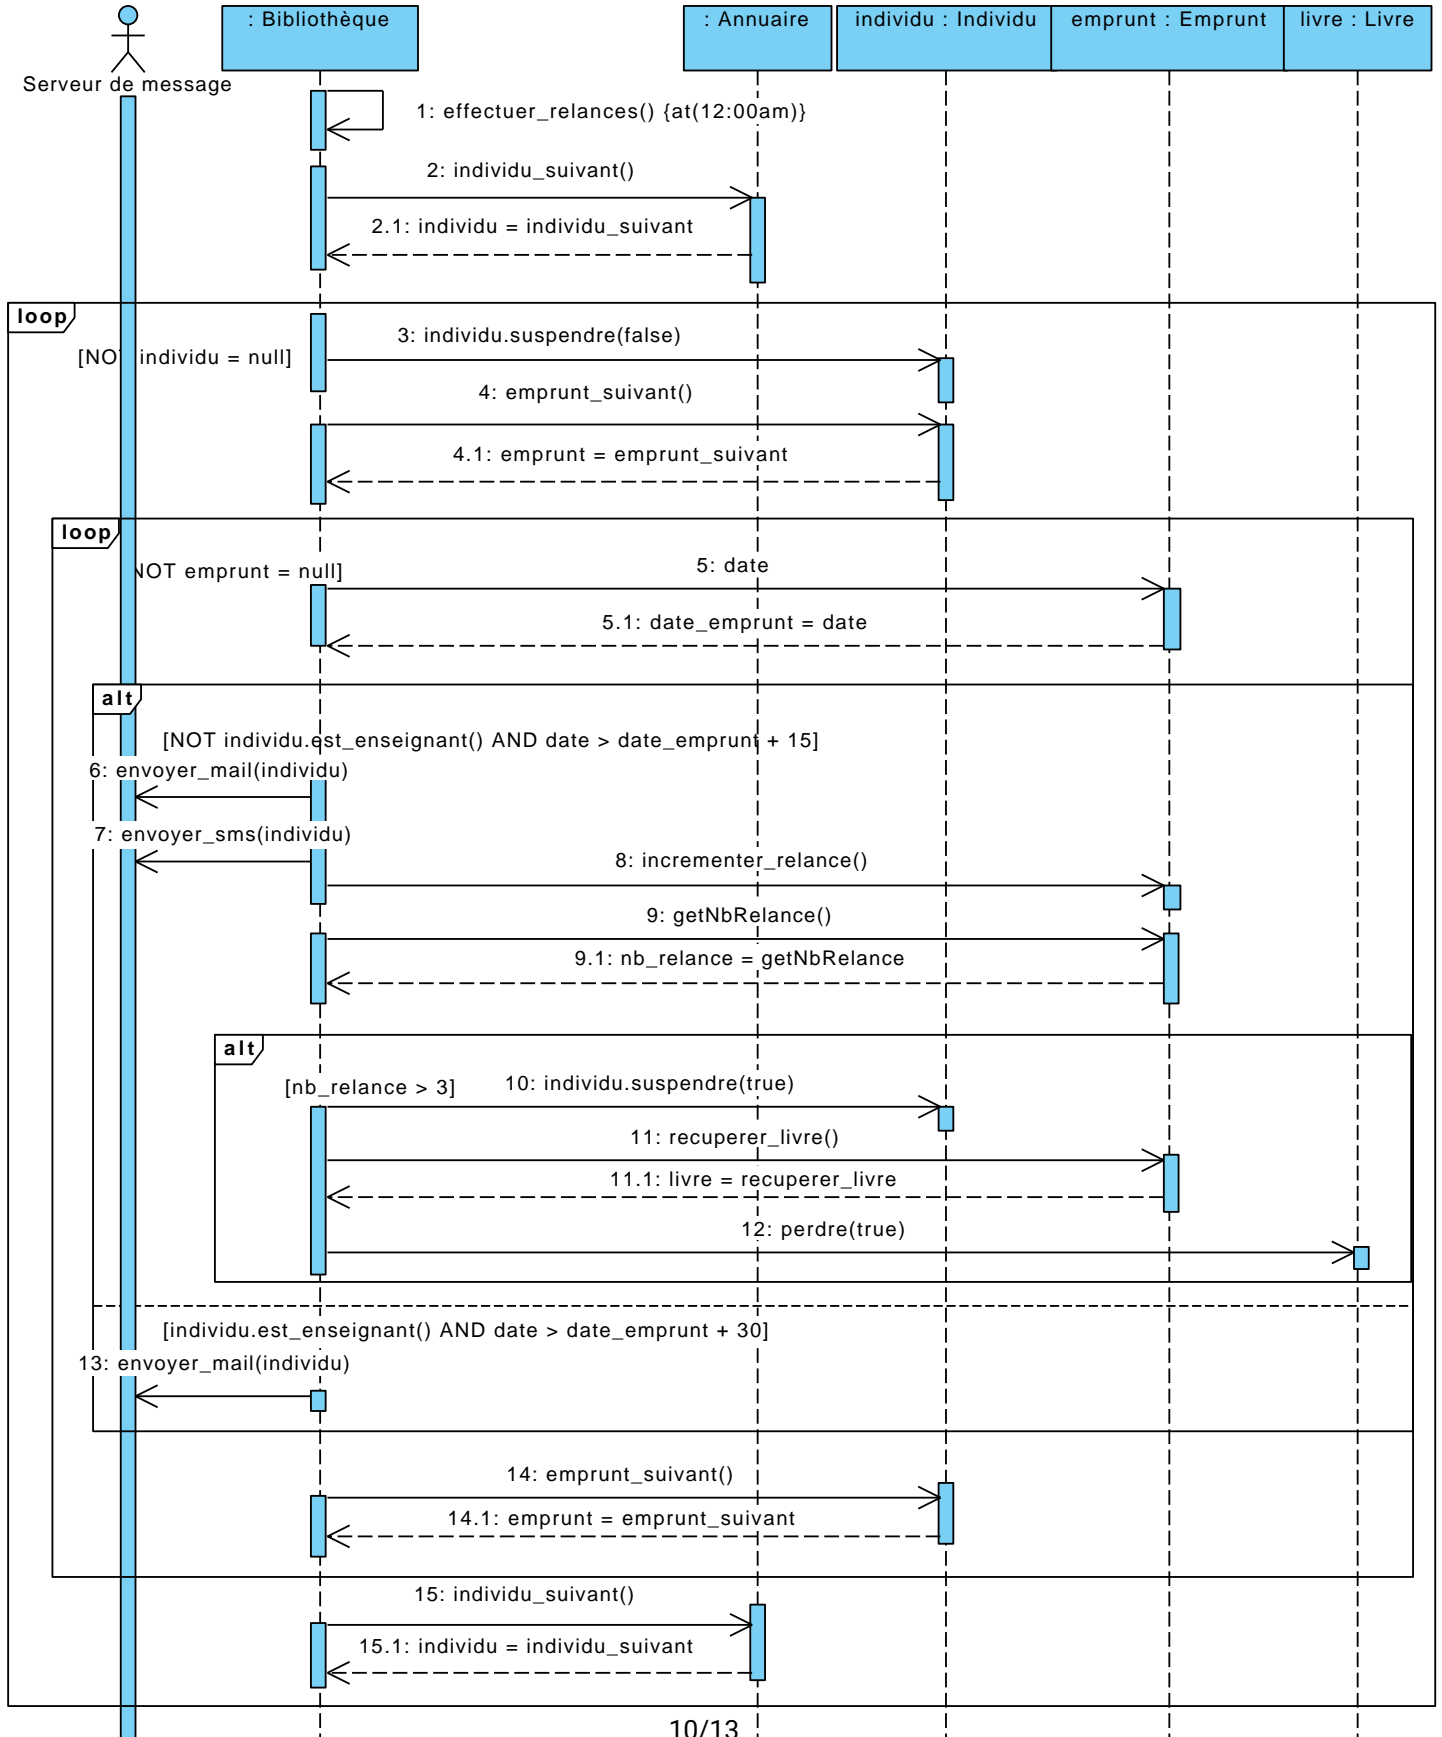 : Bibliothèque
: Annuaire
individu : Individu
emprunt : Emprunt
livre : Livre
Serveur de message
1: effectuer_relances() {at(12:00am)}
2: individu_suivant()
2.1: individu = individu_suivant
loop
3: individu.suspendre(false)
[NOT individu = null]
4: emprunt_suivant()
4.1: emprunt = emprunt_suivant
loop
5: date
NOT emprunt = null]
5.1: date_emprunt = date
alt
[NOT individu.est_enseignant() AND date > date_emprunt + 15]
6: envoyer_mail(individu)
7: envoyer_sms(individu)
8: incrementer_relance()
9: getNbRelance()
9.1: nb_relance = getNbRelance
alt
[nb_relance > 3]
10: individu.suspendre(true)
11: recuperer_livre()
11.1: livre = recuperer_livre
12: perdre(true)
[individu.est_enseignant() AND date > date_emprunt + 30]
13: envoyer_mail(individu)
14: emprunt_suivant()
14.1: emprunt = emprunt_suivant
15: individu_suivant()
15.1: individu = individu_suivant
10/13